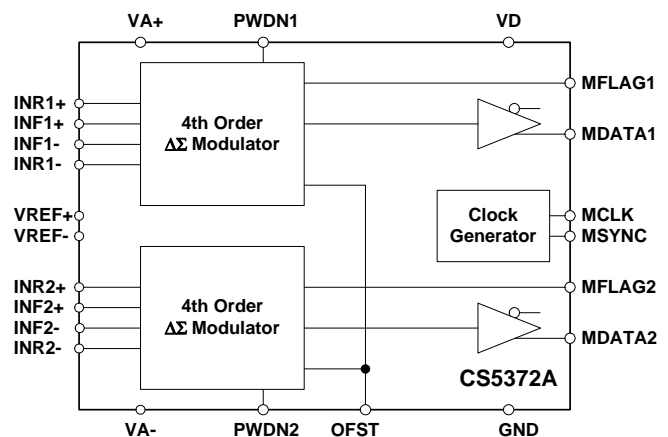 VA+
PWDN1
VD
INR1+
INF1+
INF1-
INR1-
4th Order
ΔΣ Modulator
MFLAG1
MDATA1
VREF+
VREF-
Clock
Generator
MCLK
MSYNC
INR2+
INF2+
INF2-
INR2-
4th Order
ΔΣ Modulator
MFLAG2
MDATA2
CS5372A
VA-
PWDN2
OFST
GND